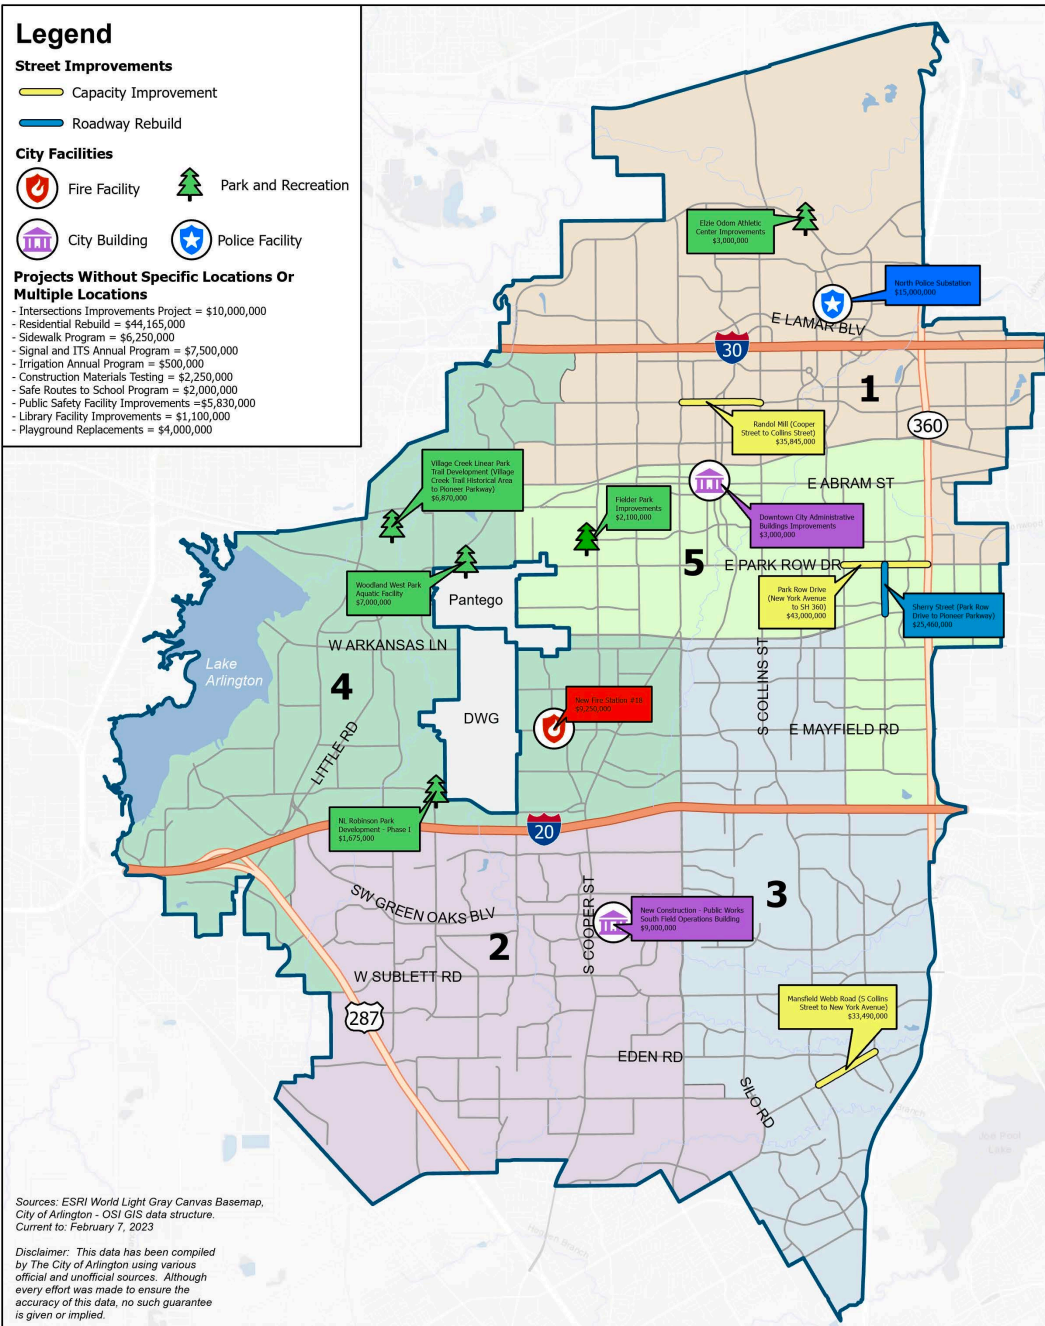 Legend
Street Improvements
Capacity Improvement
Roadway Rebuild
City Facilities
Fire Facility
Park and Recreation
City Building
Police Facility
Projects Without Specific Locations Or
Multiple Locations
- Intersections Improvements Project = $10,000,000
- Residential Rebuild = $44,165,000
- Sidewalk Program = $6,250,000
- Signal and ITS Annual Program = $7,500,000
- Irrigation Annual Program = $500,000
- Construction Materials Testing = $2,250,000
- Safe Routes to School Program = $2,000,000
- Public Safety Facility Improvements =$5,830,000
- Library Facility Improvements = $1,100,000
- Playground Replacements = $4,000,000
Elzie Odom Athletic
Center Improvements
$3,000,000
North Police Substation
$15,000,000
E LAMAR BLV
30
1
360
Randol Mill (Cooper
Street to Collins Street)
$35,845,000
Village Creek Linear Park
Trail Development (Village
Creek Trail Historical Area
to Pioneer Parkway)
$6,870,000
Fielder Park
Improvements
$2,100,000
E ABRAM ST
Downtown City Administrative
Buildings Improvements
$3,000,000
5
E PARK ROW DR
Woodland West Park
Aquatic Facility
$7,000,000
Pantego
Park Row Drive
(New York Avenue
to SH 360)
$43,000,000
Sherry Street (Park Row
Drive to Pioneer Parkway)
$25,460,000
W ARKANSAS LN
Lake
Arlington
4
S COLLINS ST
New Fire Station #18
$9,250,000
DWG
E MAYFIELD RD
LITTLE RD
NL Robinson Park
Development - Phase I
$1,675,000
20
SW GREEN OAKS BLV
S COOPER ST
3
New Construction - Public Works
South Field Operations Building
$9,000,000
2
W SUBLETT RD
Mansfield Webb Road (S Collins
Street to New York Avenue)
$33,490,000
287
EDEN RD
SILO RD
Joe Pool
Lake
Sources: ESRI World Light Gray Canvas Basemap,
City of Arlington - OSI GIS data structure.
Current to: February 7, 2023
Disclaimer:  This data has been compiled
by The City of Arlington using various
official and unofficial sources.  Although
every effort was made to ensure the
accuracy of this data, no such guarantee
is given or implied.